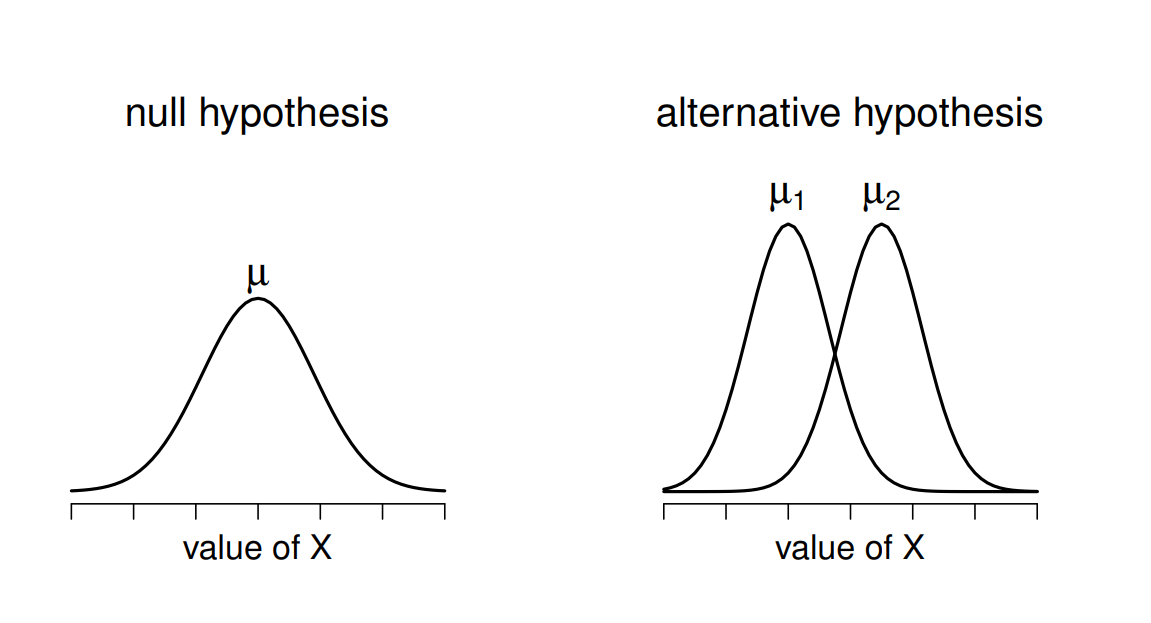 null hypothesis
μ
value of X
alternative hypothesis
μ1 μ2
value of X